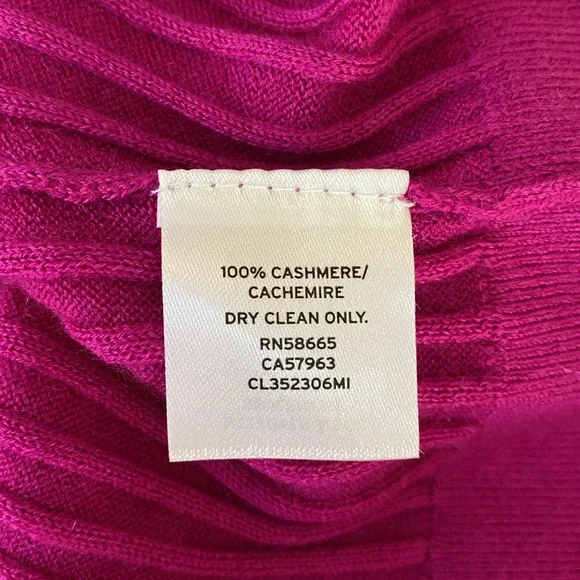 100% CASHMERE/
CACHEMIRE
DRY CLEAN ONLY.
RN58665
CA57963
CL352306MI